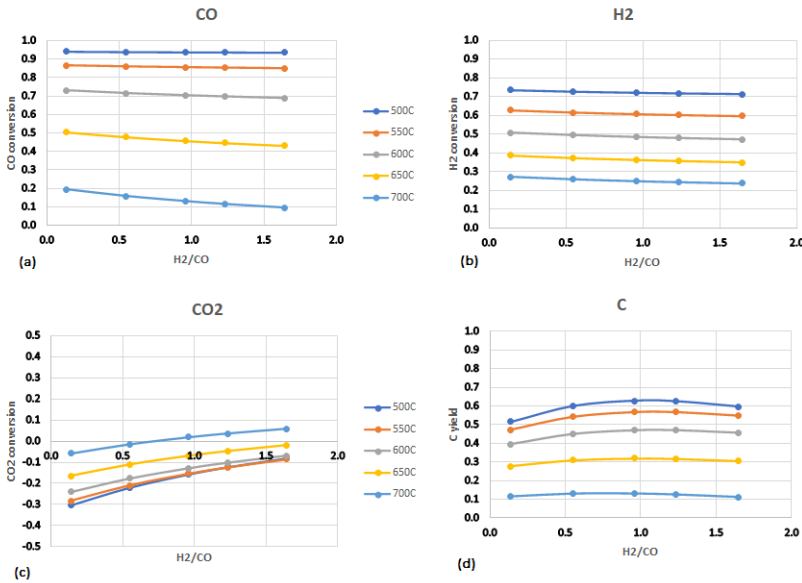 CO
1.0
0.9
0.8
0.7
0.6
0.5
0.4
0.3
0.2
0.1
0.0
CO conversion
0.0 0.5 1.0 1.5 2.0
H2/CO
(a)
500C
550C
600C
650C
700C
H2
1.0
0.9
0.8
0.7
0.6
0.5
0.4
0.3
0.2
0.1
0.0
H2 conversion
0.0 0.5 1.0 1.5 2.0
H2/CO
(b)
CO2
0.5
0.4
0.3
0.2
0.1
0.0
-0.1
-0.2
-0.3
-0.4
-0.5
CO2 conversion
0.0 0.5 1.0 1.5 2.0
H2/CO
(c)
500C
550C
600C
650C
700C
C
1.0
0.9
0.8
0.7
0.6
0.5
0.4
0.3
0.2
0.1
0.0
C yield
0.0 0.5 1.0 1.5 2.0
H2/CO
(d)